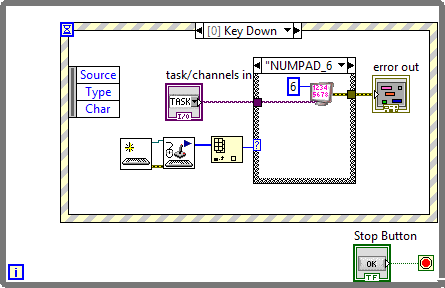 [0] Key Down
Source
Type
Char
task/channels in
"NUMPAD_6
error out
TASK
I/O
6
1234
5678
?
Stop Button
OK
TF
i